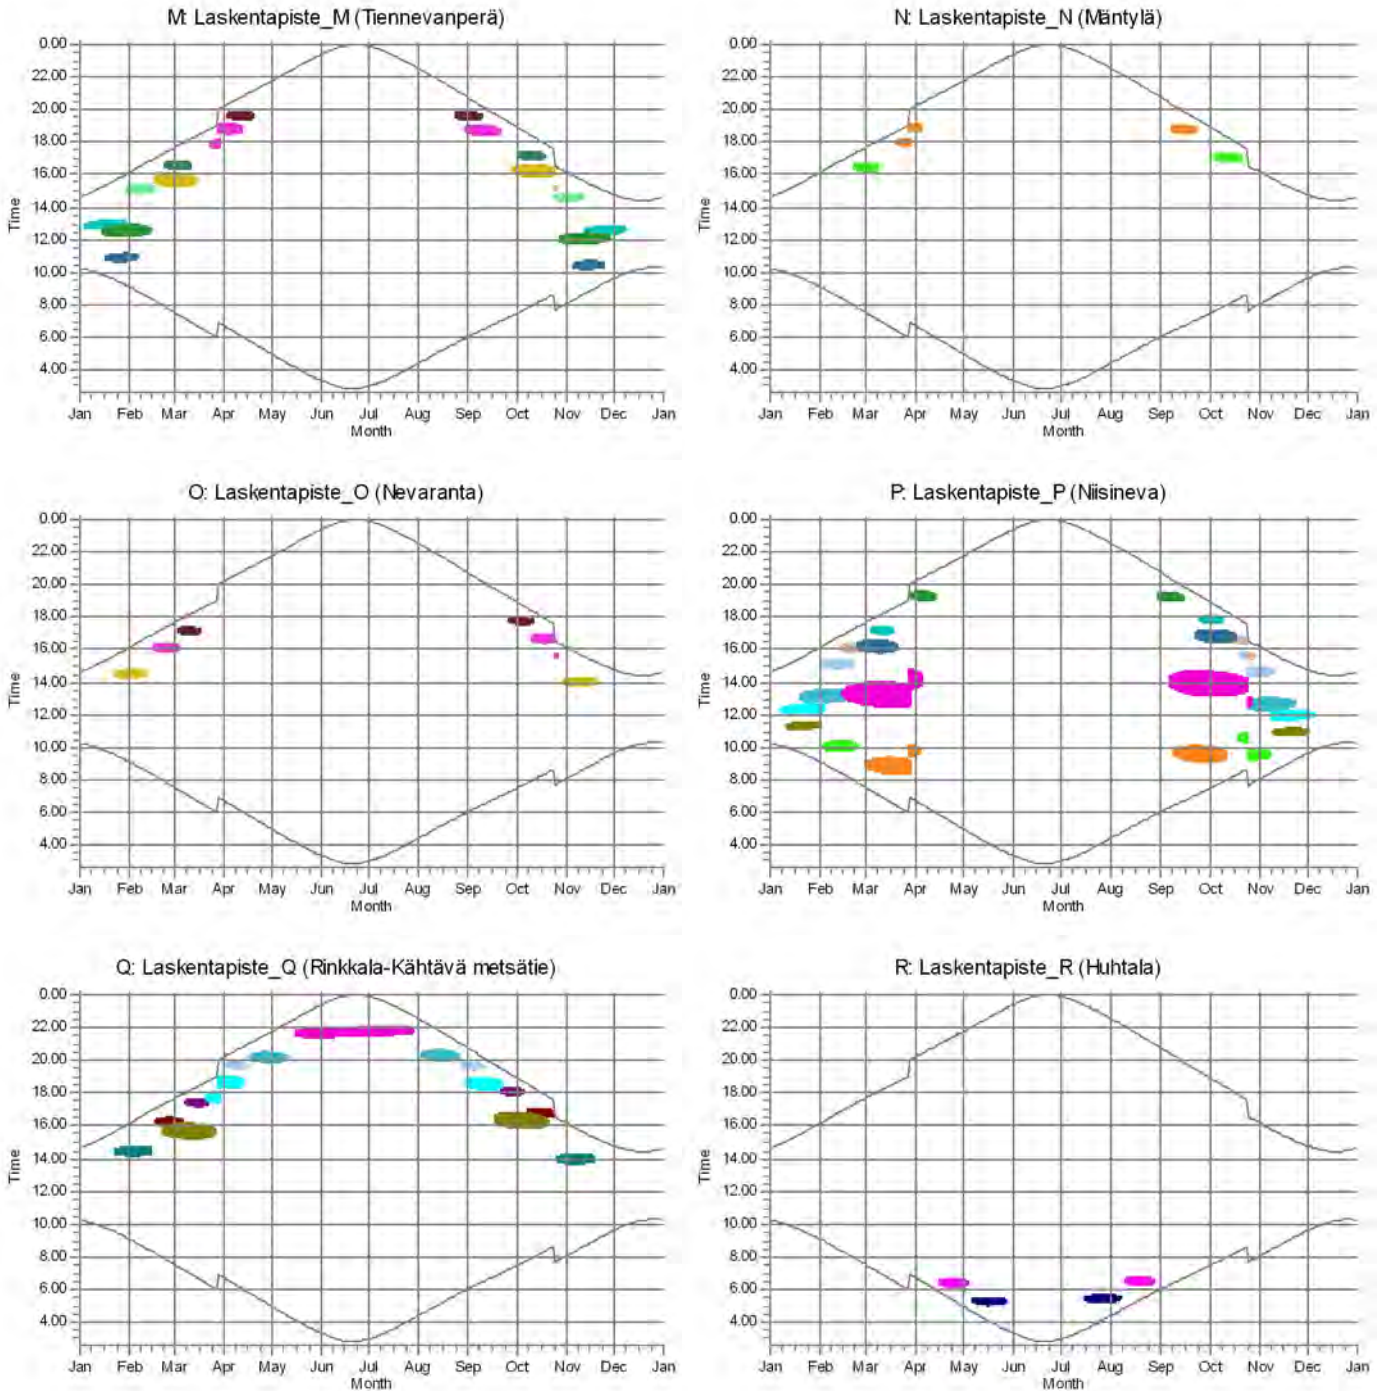 M: Laskentapiste_M (Tiennevanperä)
0.00
22.00
20.00
18.00
16.00
14.00
12.00
10.00
8.00
6.00
4.00
Time
Jan Feb Mar Apr May Jun Jul Aug Sep Oct Nov Dec Jan
Month
N: Laskentapiste_N (Mäntylä)
0.00
22.00
20.00
18.00
16.00
14.00
12.00
10.00
8.00
6.00
4.00
Time
Jan Feb Mar Apr May Jun Jul Aug Sep Oct Nov Dec Jan
Month
O: Laskentapiste_O (Nevaranta)
0.00
22.00
20.00
18.00
16.00
14.00
12.00
10.00
8.00
6.00
4.00
Time
Jan Feb Mar Apr May Jun Jul Aug Sep Oct Nov Dec Jan
Month
P: Laskentapiste_P (Niisineva)
0.00
22.00
20.00
18.00
16.00
14.00
12.00
10.00
8.00
6.00
4.00
Time
Jan Feb Mar Apr May Jun Jul Aug Sep Oct Nov Dec Jan
Month
Q: Laskentapiste_Q (Rinkkala-Kähtävä metsätie)
0.00
22.00
20.00
18.00
16.00
14.00
12.00
10.00
8.00
6.00
4.00
Time
Jan Feb Mar Apr May Jun Jul Aug Sep Oct Nov Dec Jan
Month
R: Laskentapiste_R (Huhtala)
0.00
22.00
20.00
18.00
16.00
14.00
12.00
10.00
8.00
6.00
4.00
Time
Jan Feb Mar Apr May Jun Jul Aug Sep Oct Nov Dec Jan
Month